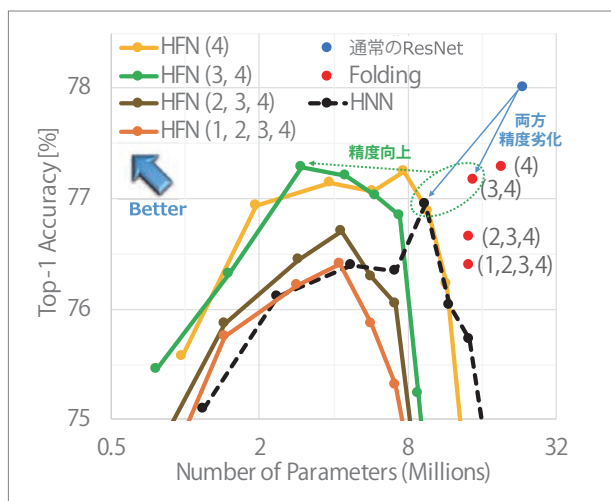 HFN (4)
HFN (3, 4)
HFN (2, 3, 4)
HFN (1, 2, 3, 4)
通常のResNet
Folding
HNN
Better
精度向上
両方
精度劣化
(4)
(3,4)
(2,3,4)
(1,2,3,4)
Top-1 Accuracy [%]
78
77
76
75
0.5
2
8
32
Number of Parameters (Millions)